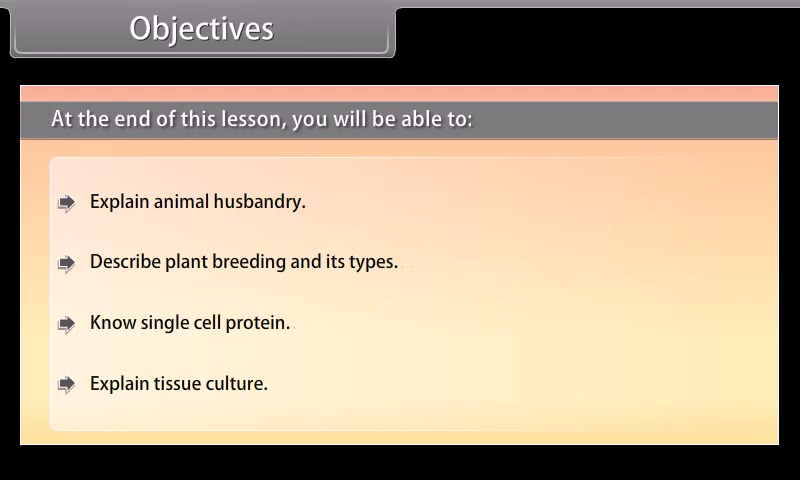 Objectives
At the end of this lesson, you will be able to:
Explain animal husbandry.
Describe plant breeding and its types.
Know single cell protein.
Explain tissue culture.